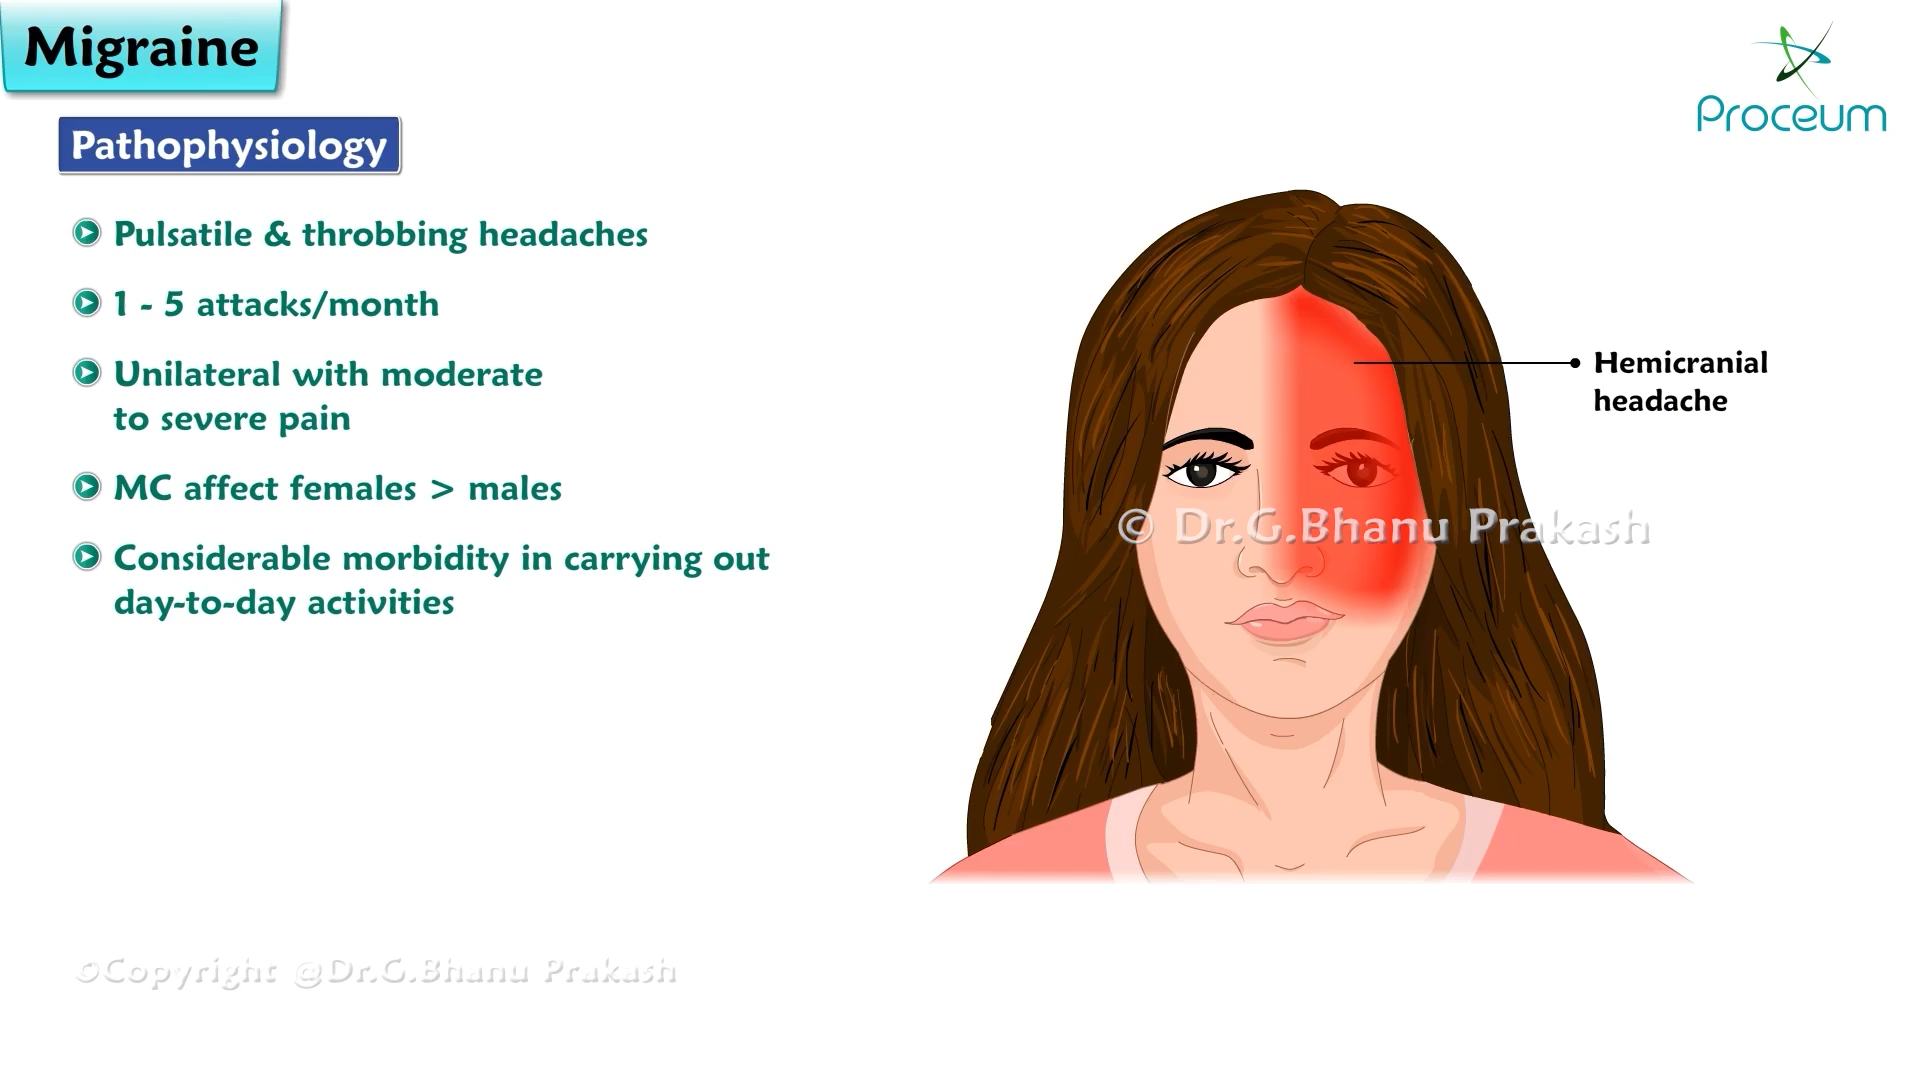 Migraine
Proceum
Pathophysiology
Pulsatile & throbbing headaches
1 - 5 attacks/month
Unilateral with moderate
to severe pain
MC affect females > males
Considerable morbidity in carrying out
day-to-day activities
Hemicranial
headache
© Dr.G.Bhanu Prakash
©Copyright @Dr.G.Bhanu Prakash